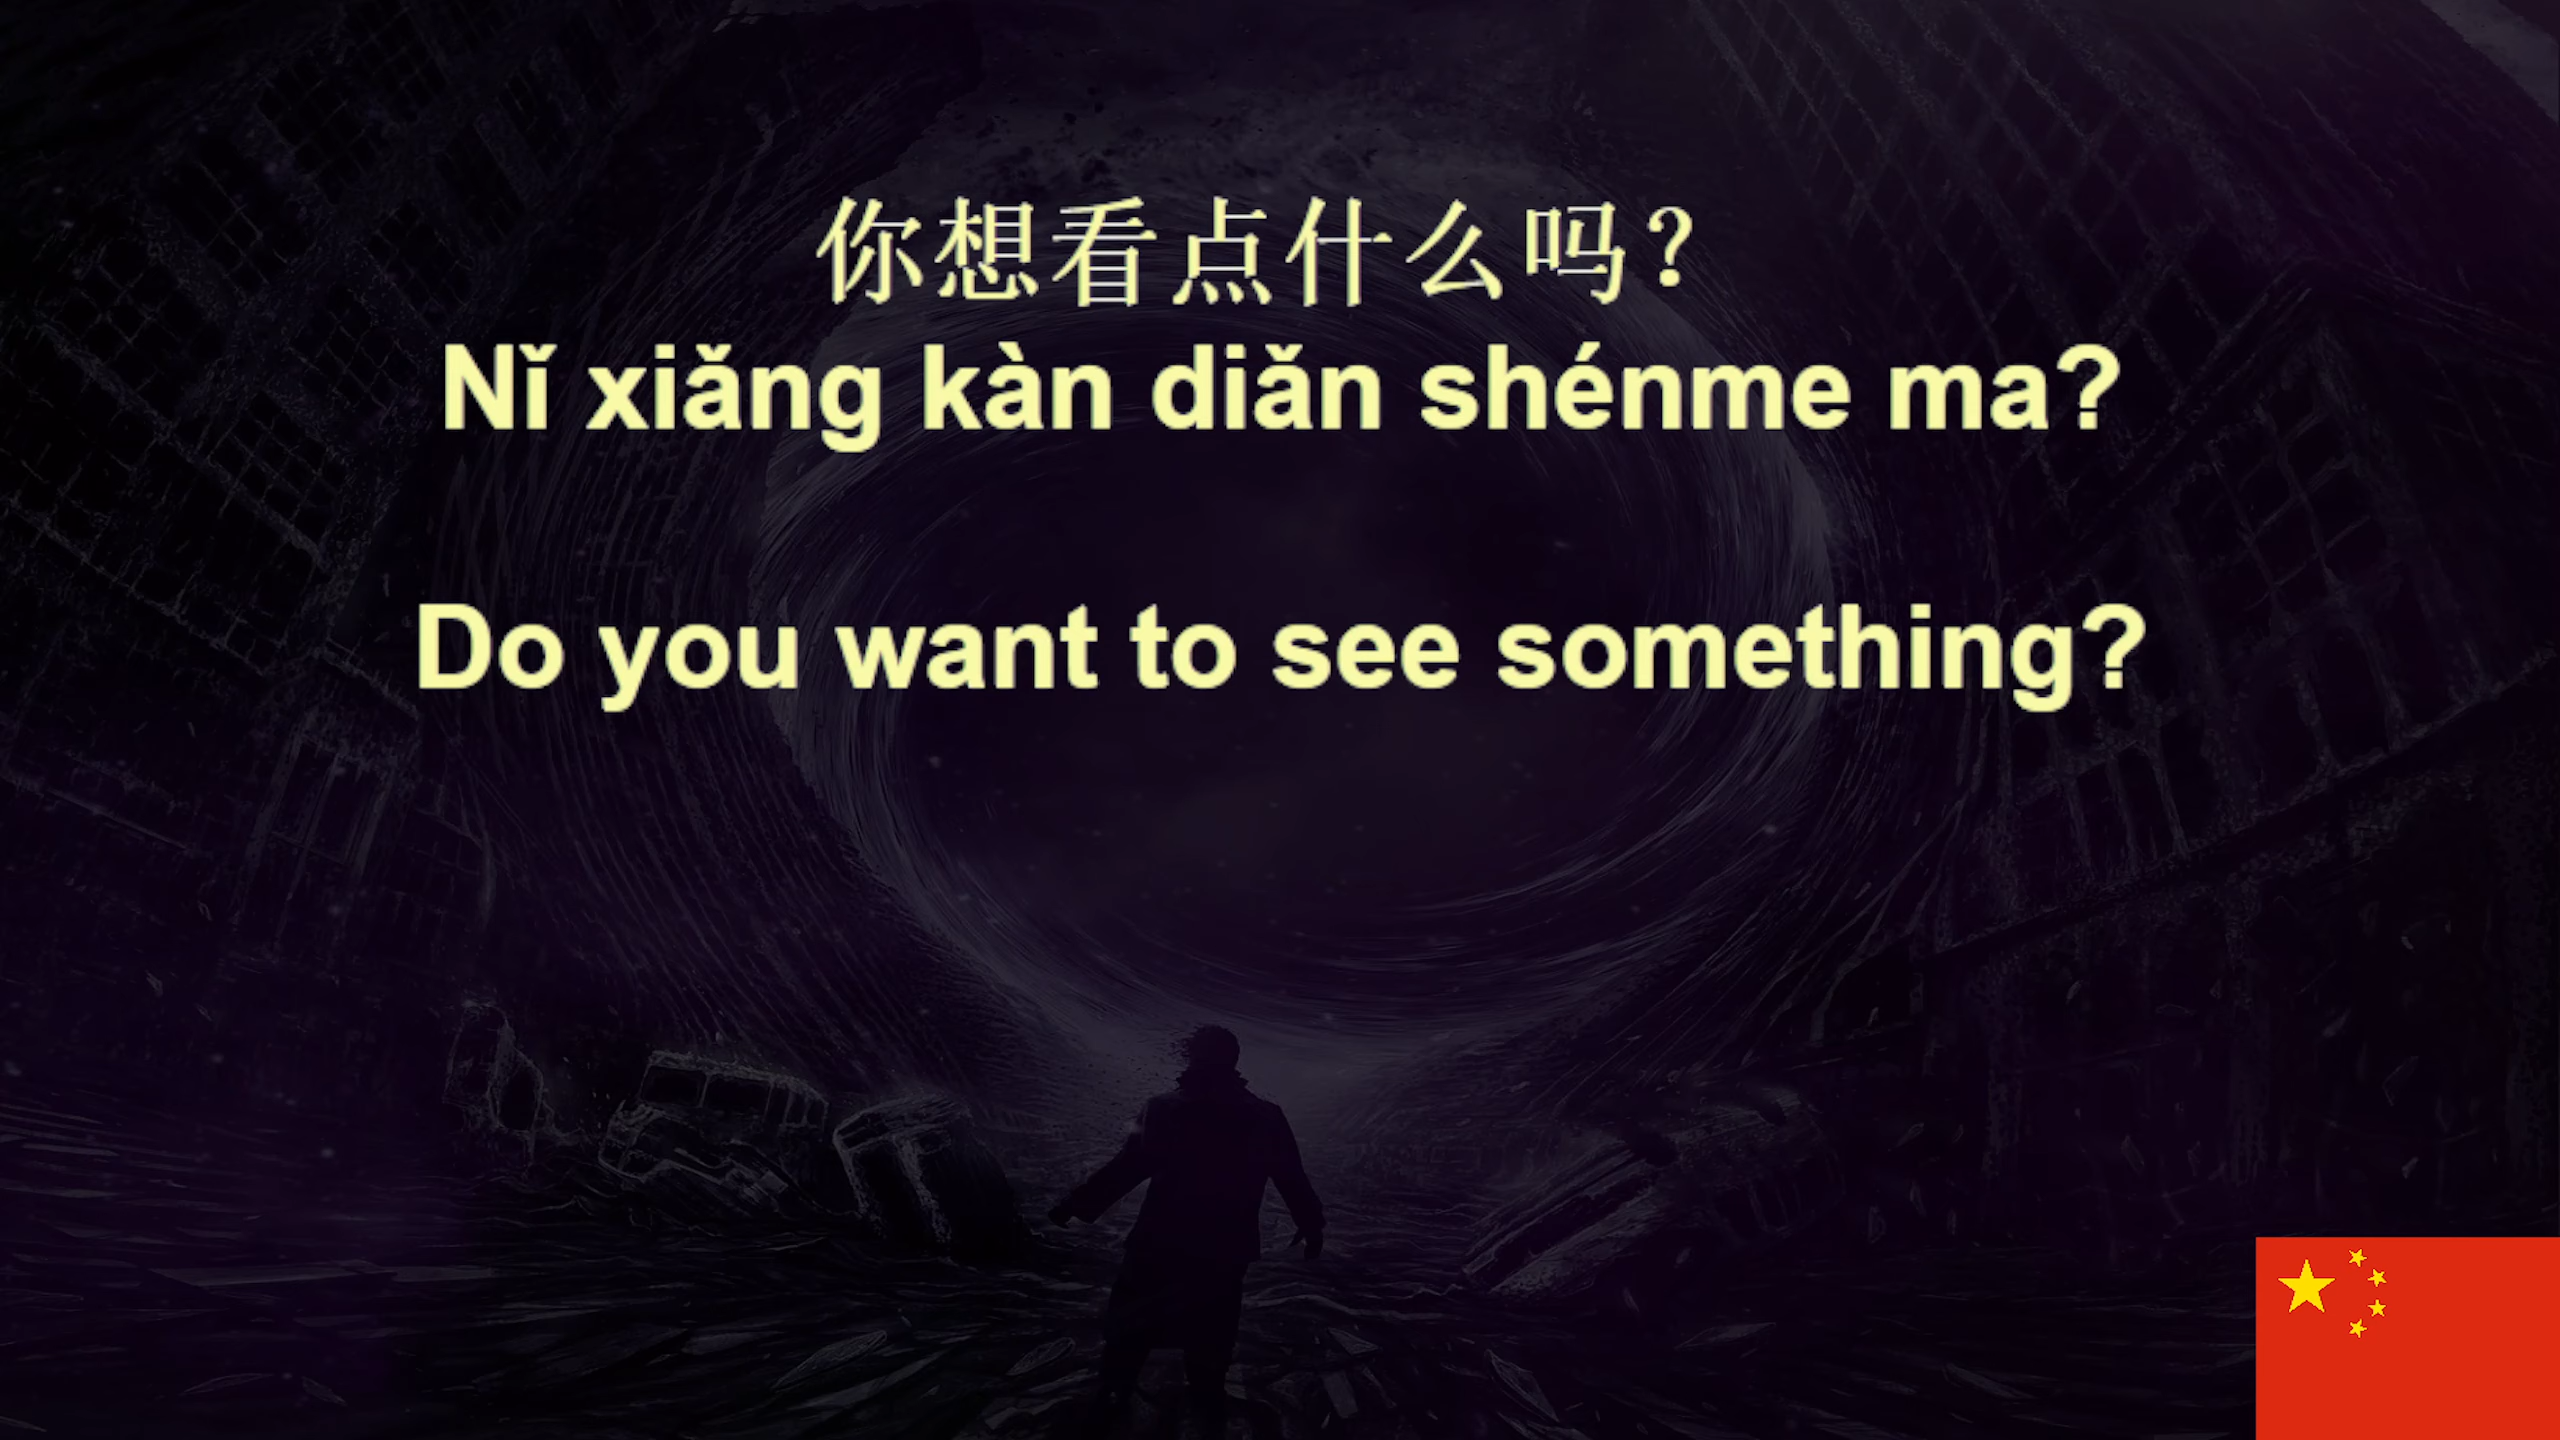 你想看点什么吗？
Nǐ xiǎng kàn diǎn shénme ma?
Do you want to see something?